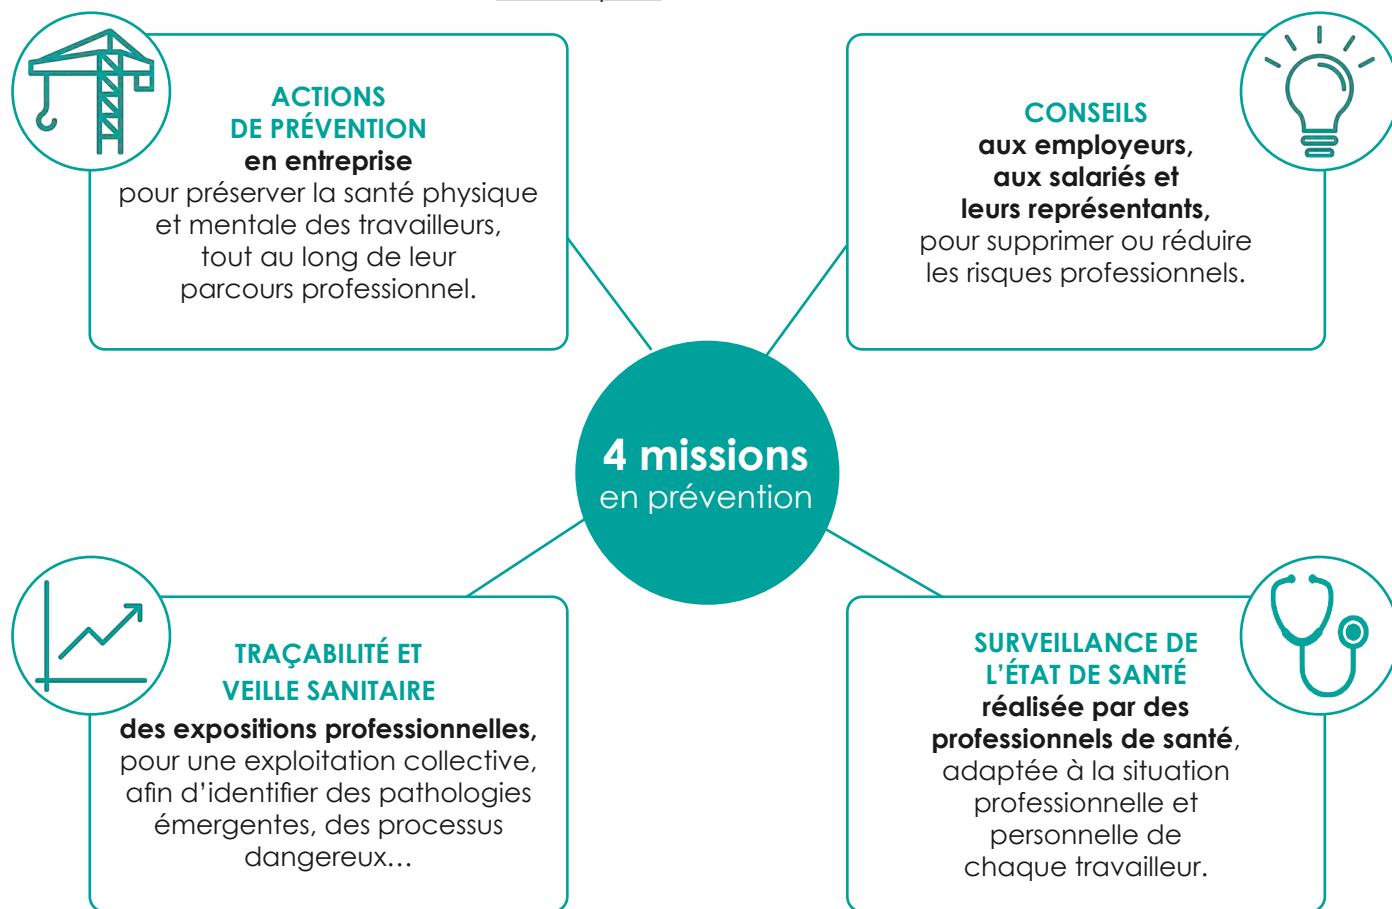 ACTIONS
DE PRÉVENTION
en entreprise
pour préserver la santé physique
et mentale des travailleurs,
tout au long de leur
parcours professionnel.
CONSEILS
aux employeurs,
aux salariés et
leurs représentants,
pour supprimer ou réduire
les risques professionnels.
4 missions
en prévention
TRAÇABILITÉ ET
VEILLE SANITAIRE
des expositions professionnelles,
pour une exploitation collective,
afin d’identifier des pathologies
émergentes, des processus
dangereux…
SURVEILLANCE DE
L’ÉTAT DE SANTÉ
réalisée par des
professionnels de santé,
adaptée à la situation
professionnelle et
personnelle de
chaque travailleur.